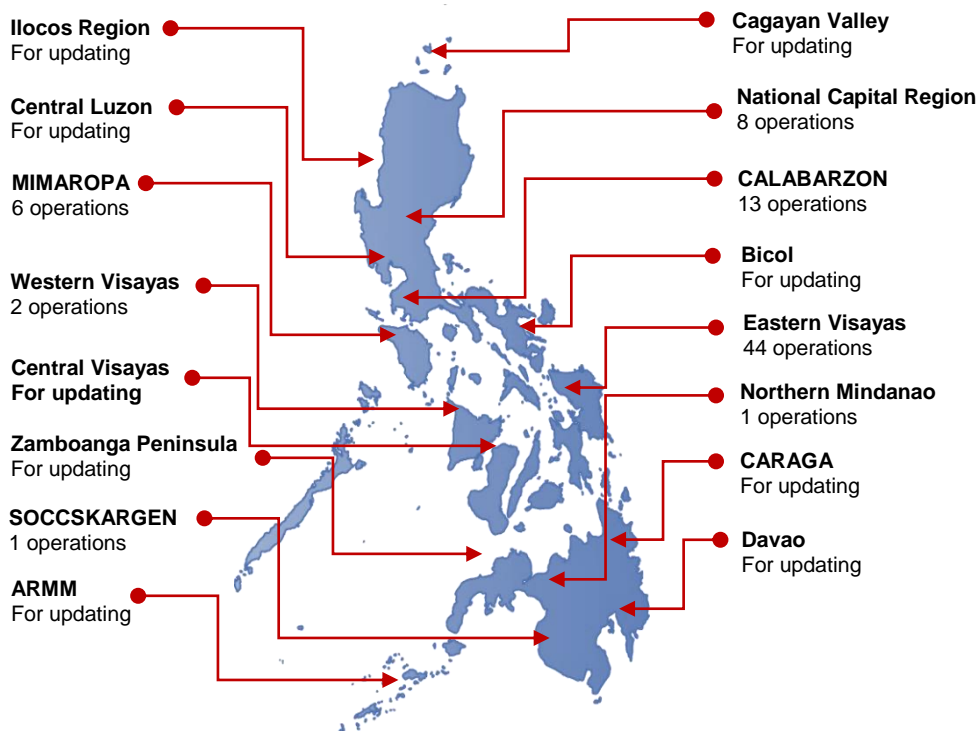 Ilocos Region
For updating
Central Luzon
For updating
MIMAROPA
6 operations
Western Visayas
2 operations
Central Visayas
For updating
Zamboanga Peninsula
For updating
SOCCSKARGEN
1 operations
ARMM
For updating
Cagayan Valley
For updating
National Capital Region
8 operations
CALABARZON
13 operations
Bicol
For updating
Eastern Visayas
44 operations
Northern Mindanao
1 operations
CARAGA
For updating
Davao
For updating